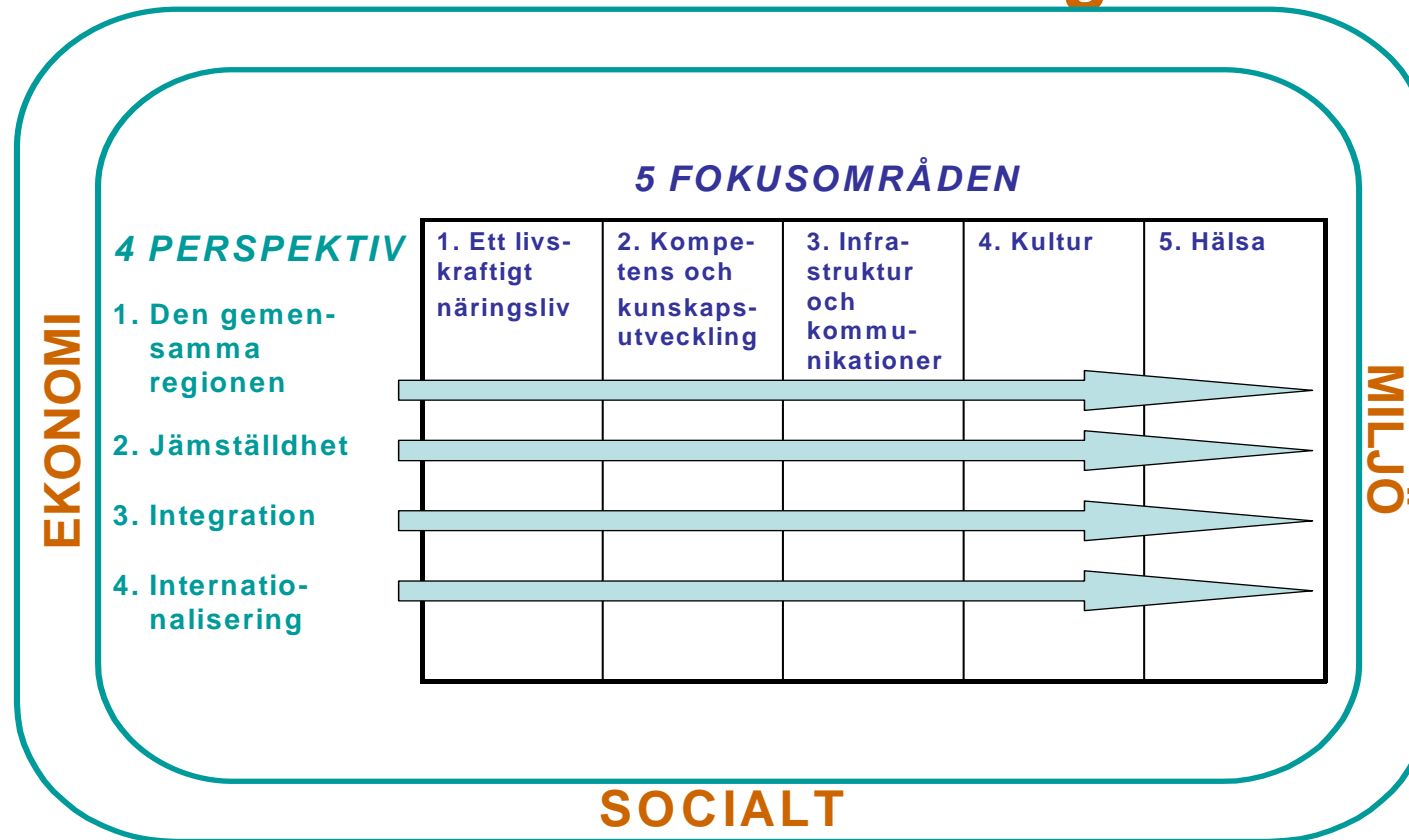 5 FOKUSOMRÅDEN
4 PERSPEKTIV
1. Ett livs-
kraftigt
näringsliv
2. Kompe-
tens och
kunskaps-
utveckling
3. Infra-
struktur
och
kommu-
nikationer
4. Kultur
5. Hälsa
1. Den gemen-
samma
regionen
2. Jämställdhet
3. Integration
4. Internatio-
nalisering
EKONOMI
MILJÖ
SOCIALT